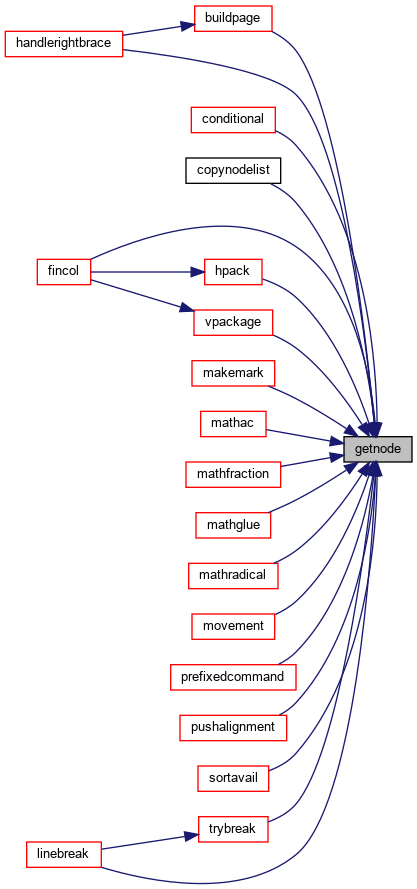 buildpage
handlerightbrace
conditional
copynodelist
fincol
hpack
vpackage
makemark
mathac
getnode
mathfraction
mathglue
mathradical
movement
prefixedcommand
pushalignment
sortavail
trybreak
linebreak